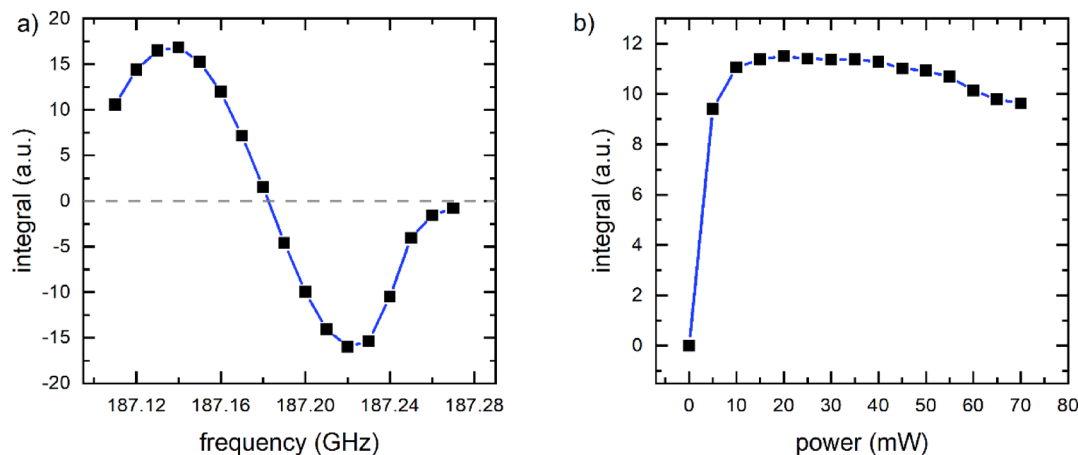 a)
20
15
10
5
0
-5
-10
-15
-20
integral (a.u.)
187.12 187.16 187.20 187.24 187.28
frequency (GHz)
b)
12
10
8
6
4
2
0
integral (a.u.)
0 10 20 30 40 50 60 70 80
power (mW)